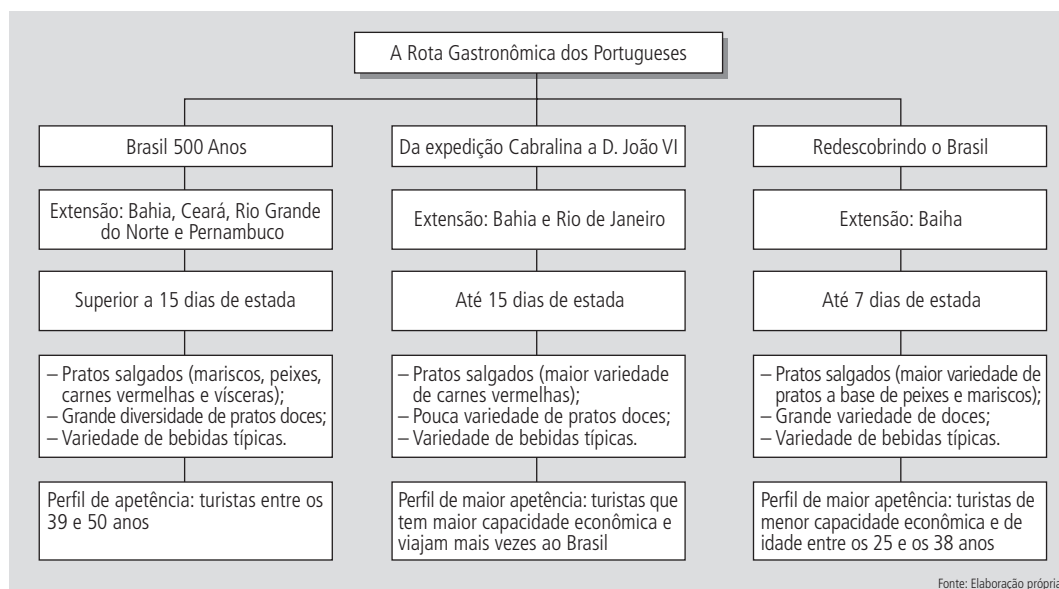 A Rota Gastronômica dos Portugueses
Brasil 500 Anos
Extensão: Bahia, Ceará, Rio Grande
do Norte e Pernambuco
Superior a 15 dias de estada
– Pratos salgados (mariscos, peixes,
carnes vermelhas e vísceras);
– Grande diversidade de pratos doces;
– Variedade de bebidas típicas.
Perfil de apetência: turistas entre os
39 e 50 anos
Da expedição Cabralina a D. João VI
Extensão: Bahia e Rio de Janeiro
Até 15 dias de estada
– Pratos salgados (maior variedade
de carnes vermelhas);
– Pouca variedade de pratos doces;
– Variedade de bebidas típicas.
Perfil de maior apetência: turistas que
tem maior capacidade econômica e
viajam mais vezes ao Brasil
Redescobrindo o Brasil
Extensão: Baiha
Até 7 dias de estada
– Pratos salgados (maior variedade de
pratos a base de peixes e mariscos);
– Grande variedade de doces;
– Variedade de bebidas típicas.
Perfil de maior apetência: turistas de
menor capacidade econômica e de
idade entre os 25 e os 38 anos
Fonte: Elaboração própria